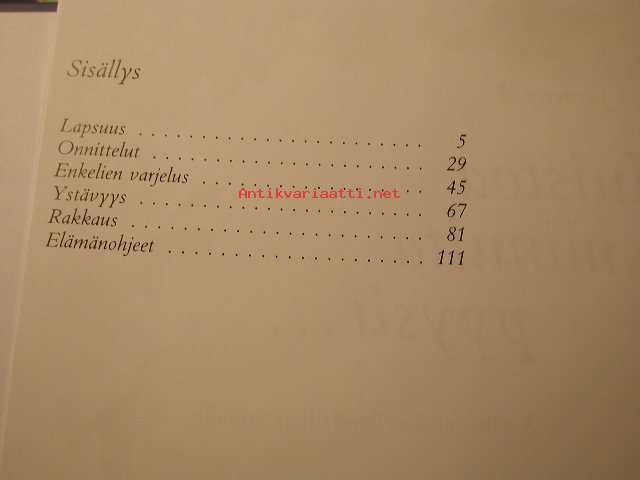 Sisällys
Lapsuus . . . . . . . . . . . . . . . . . . . . . . . 5
Onnittelut . . . . . . . . . . . . . . . . . . . . . . 29
Enkelien varjelus . . . . . . . . . . . . . . . . . . 45
Antikvariaatti.net
Ystävyys . . . . . . . . . . . . . . . . . . . . . . . 67
Rakkaus . . . . . . . . . . . . . . . . . . . . . . . 81
Elämänohjeet . . . . . . . . . . . . . . . . . . . . . 111